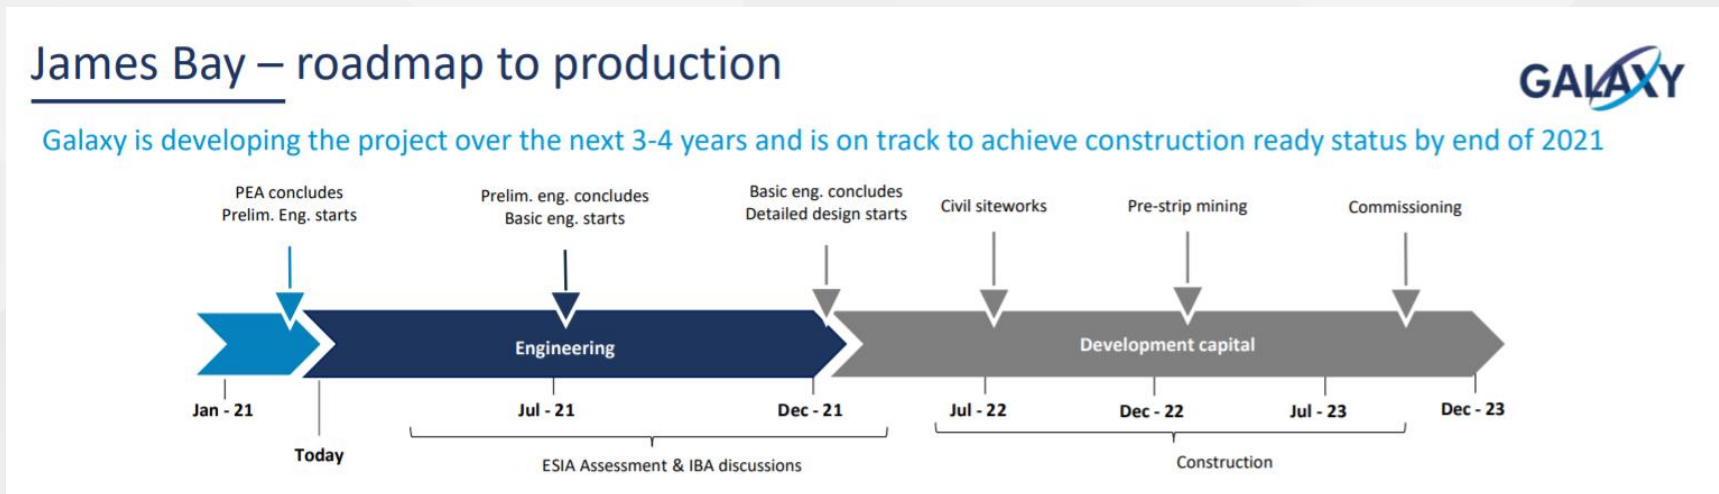 James Bay – roadmap to production
GALAXY
Galaxy is developing the project over the next 3-4 years and is on track to achieve construction ready status by end of 2021
PEA concludes
Prelim. Eng. starts
Prelim. eng. concludes
Basic eng. starts
Basic eng. concludes
Detailed design starts
Civil siteworks
Pre-strip mining
Commissioning
Engineering
Development capital
Jan - 21
Jul - 21
Dec - 21
Jul - 22
Dec - 22
Jul - 23
Dec - 23
Today
ESIA Assessment & IBA discussions
Construction